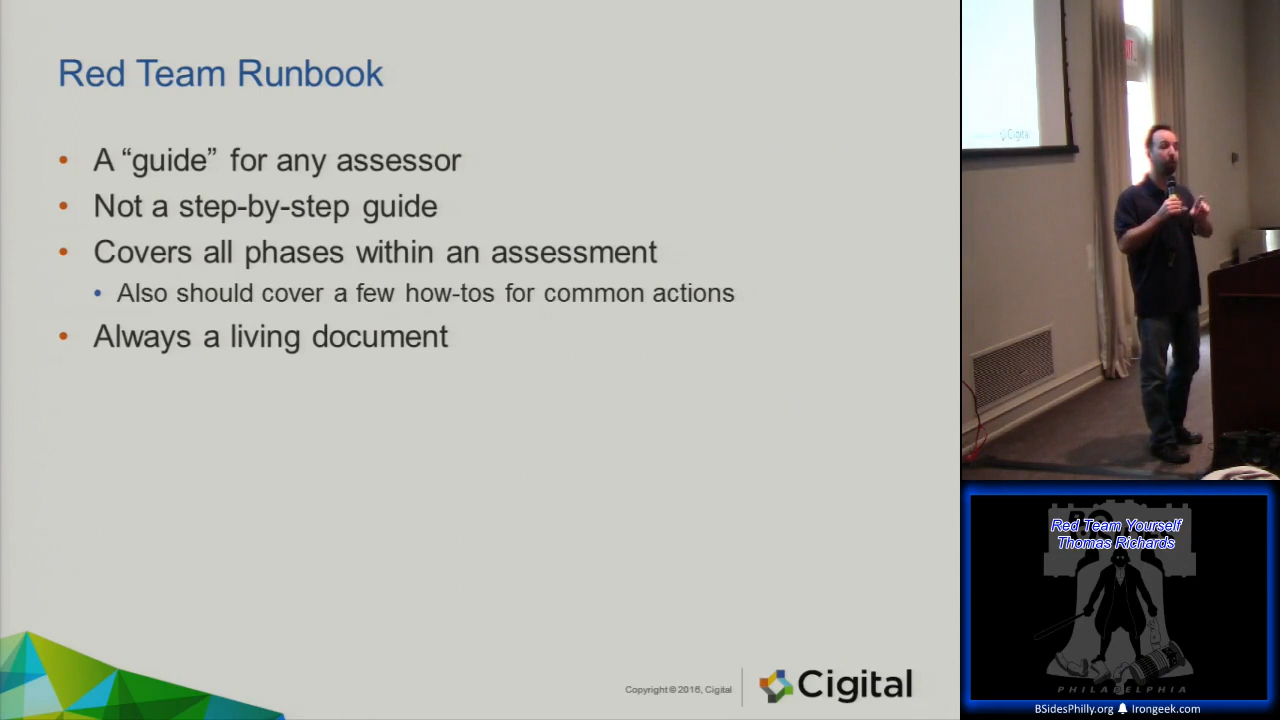 Red Team Runbook
• A “guide” for any assessor
• Not a step-by-step guide
• Covers all phases within an assessment
• Also should cover a few how-tos for common actions
• Always a living document
Copyright © 2016, Cigital
Cigital
Cigital
Red Team Yourself
Thomas Richards
PHILADELPHIA
BSidesPhilly.org Irongeek.com